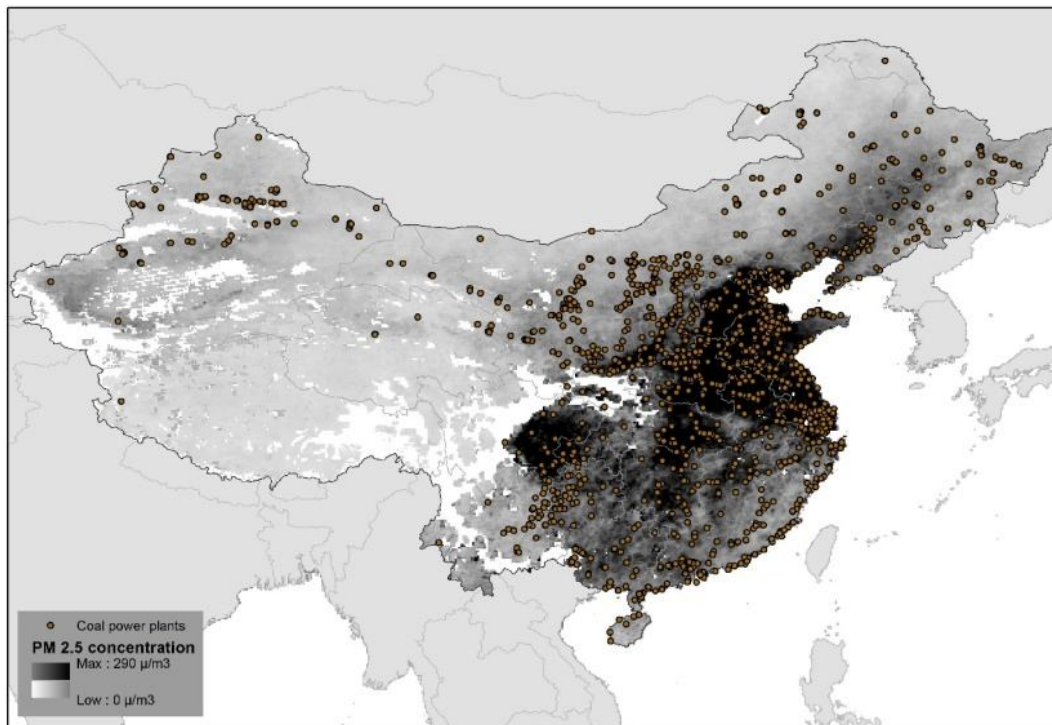 Coal power plants
PM 2.5 concentration
Max : 290 µ/m3
Low : 0 µ/m3